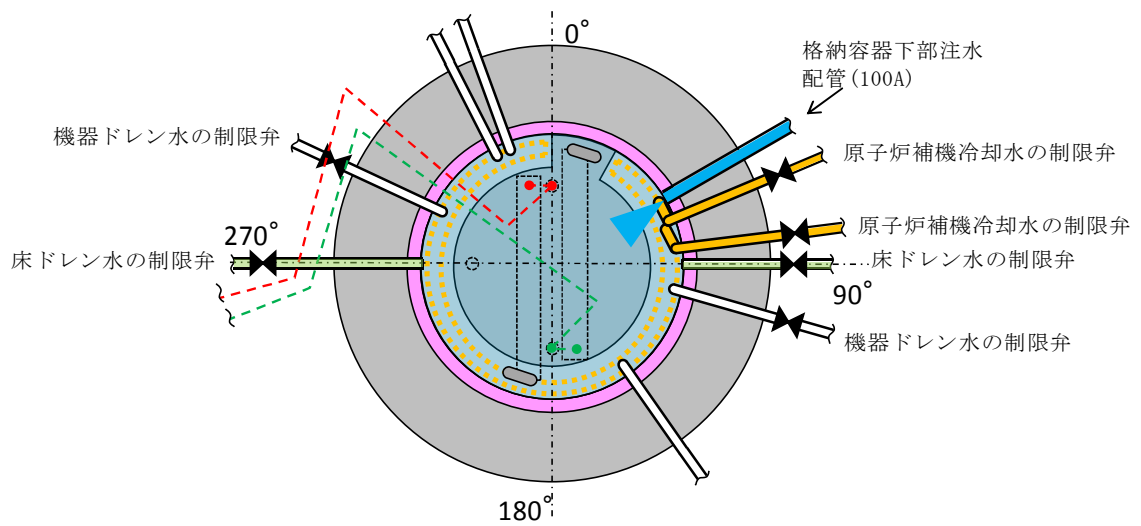 0°
格納容器下部注水
配管(100A)
機器ドレン水の制限弁
原子炉補機冷却水の制限弁
原子炉補機冷却水の制限弁
270°
床ドレン水の制限弁
床ドレン水の制限弁
90°
機器ドレン水の制限弁
180°